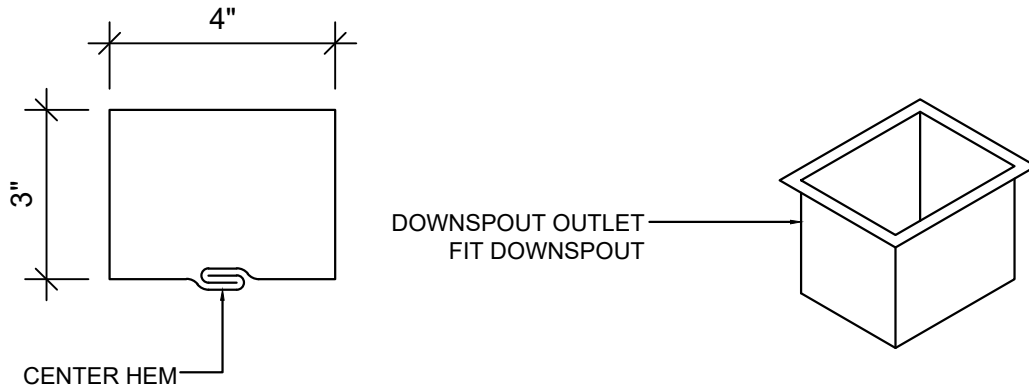 4"
3"
DOWNSPOUT OUTLET
FIT DOWNSPOUT
CENTER HEM